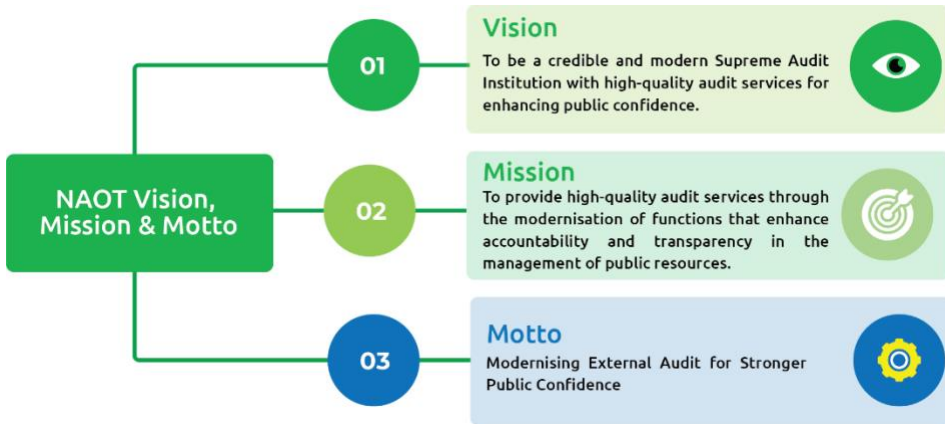 NAOT Vision,
Mission & Motto
01
Vision
To be a credible and modern Supreme Audit
Institution with high-quality audit services for
enhancing public confidence.
02
Mission
To provide high-quality audit services through
the modernisation of functions that enhance
accountability and transparency in the
management of public resources.
03
Motto
Modernising External Audit for Stronger
Public Confidence